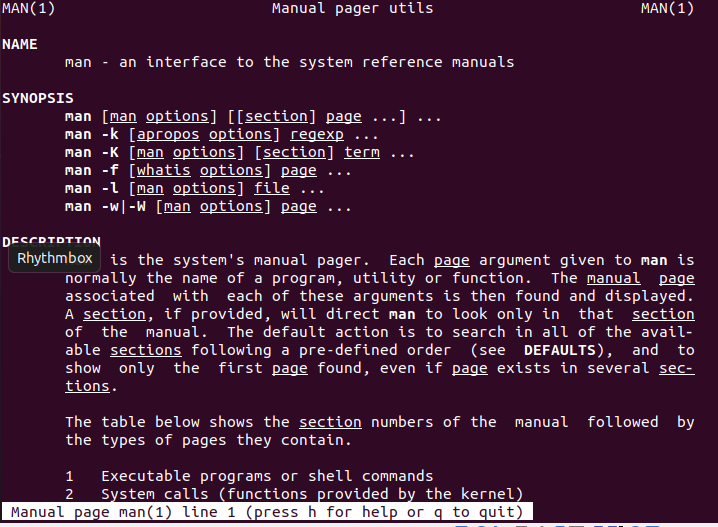 MAN(1) Manual pager utils MAN(1)
NAME
man - an interface to the system reference manuals
SYNOPSIS
man [man options] [[section] page ...] ...
man -k [apropos options] regexp ...
man -K [man options] [section] term ...
man -f [whatis options] page ...
man -l [man options] file ...
man -w|-W [man options] page ...
DESCRIPTION
Rhythmbox
is the system's manual pager. Each page argument given to man is
normally the name of a program, utility or function. The manual page
associated with each of these arguments is then found and displayed.
A section, if provided, will direct man to look only in that section
of the manual. The default action is to search in all of the avail-
able sections following a pre-defined order (see DEFAULTS), and to
show only the first page found, even if page exists in several sec-
tions.
The table below shows the section numbers of the manual followed by
the types of pages they contain.
1 Executable programs or shell commands
2 System calls (functions provided by the kernel)
Manual page man(1) line 1 (press h for help or q to quit)